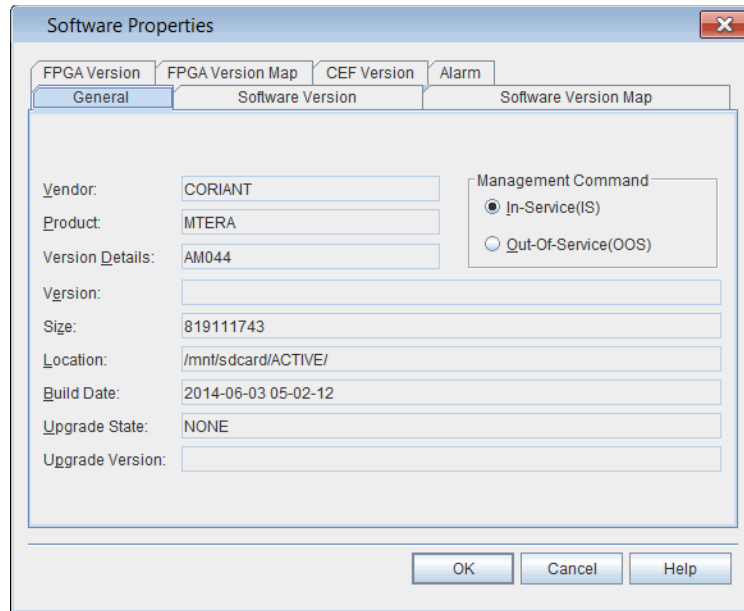 Software Properties
FPGA Version FPGA Version Map CEF Version Alarm
General Software Version Software Version Map
Management Command
Vendor: CORIANT
In-Service(IS)
Product: MTERA
Out-Of-Service(OOS)
Version Details: AM044
Version:
Size: 819111743
Location: /mnt/sdcard/ACTIVE/
Build Date: 2014-06-03 05-02-12
Upgrade State: NONE
Upgrade Version:
OK Cancel Help